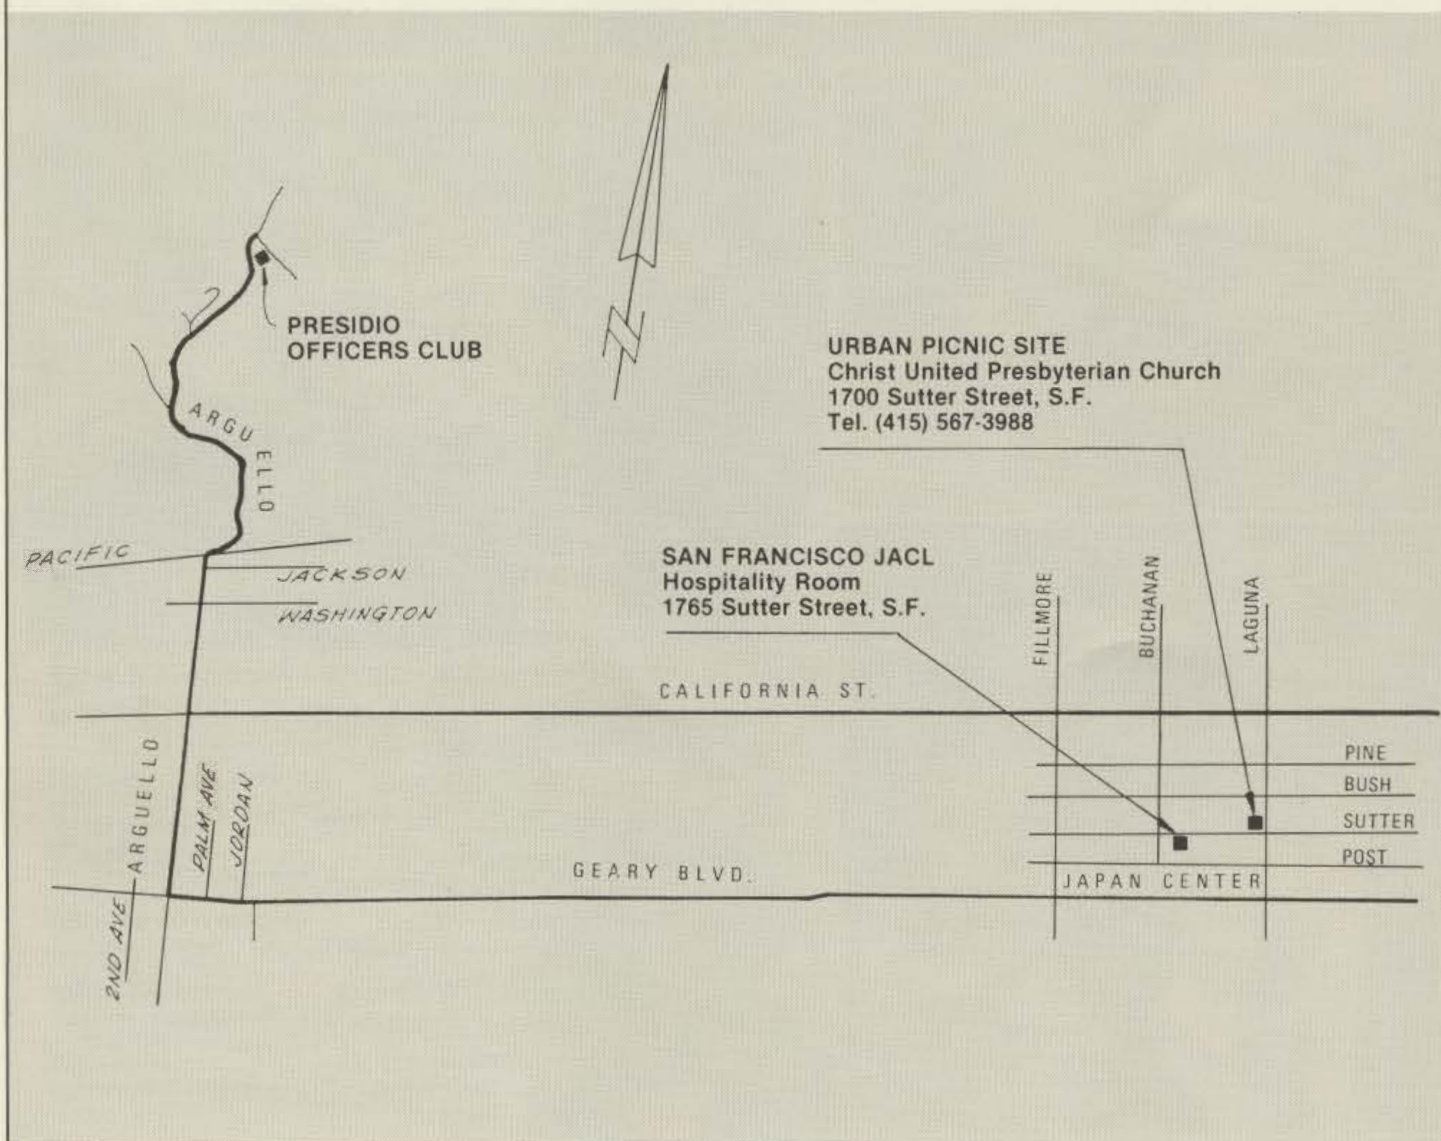 PRESIDIO
OFFICERS CLUB
URBAN PICNIC SITE
Christ United Presbyterian Church
1700 Sutter Street, S.F.
Tel. (415) 567-3988
ARGUELLO
PACIFIC
JACKSON
WASHINGTON
SAN FRANCISCO JACL
Hospitality Room
1765 Sutter Street, S.F.
FILLMORE
BUCHANAN
LAGUNA
CALIFORNIA ST.
ARGUELLO
PALM AVE
JORDAN
PINE
BUSH
SUTTER
POST
GEARY BLVD.
JAPAN CENTER
2ND AVE
N